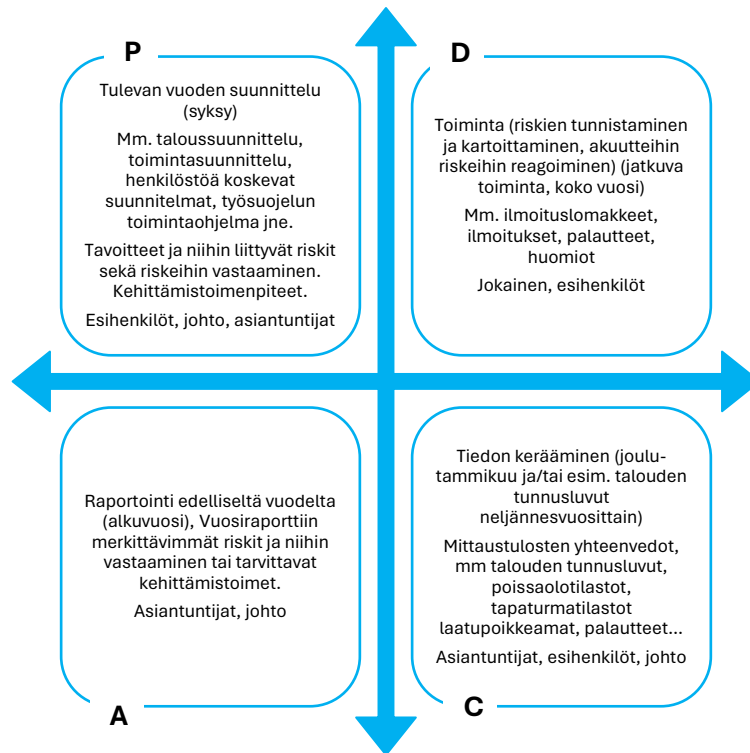 P
Tulevan vuoden suunnittelu
(syksy)
Mm. taloussuunnittelu,
toimintasuunnittelu,
henkilöstöä koskevat
suunnitelmat, työsuojelun
toimintaohjelma jne.
Tavoitteet ja niihin liittyvät riskit
sekä riskeihin vastaaminen.
Kehittämistoimenpiteet.
Esihenkilöt, johto, asiantuntijat
D
Toiminta (riskien tunnistaminen
ja kartoittaminen, akuutteihin
riskeihin reagoiminen) (jatkuva
toiminta, koko vuosi)
Mm. ilmoituslomakkeet,
ilmoitukset, palautteet,
huomiot
Jokainen, esihenkilöt
Raportointi edelliseltä vuodelta
(alkuvuosi), Vuosiraporttiin
merkittävimmät riskit ja niihin
vastaaminen tai tarvittavat
kehittämistoimet.
Asiantuntijat, johto
A
Tiedon kerääminen (joulu-
tammikuu ja/tai esim. talouden
tunnusluvut
neljännesvuosittain)
Mittaustulosten yhteenvedot,
mm talouden tunnusluvut,
poissaolotilastot,
tapaturmatilastot
laatupoikkeamat, palautteet...
Asiantuntijat, esihenkilöt, johto
C